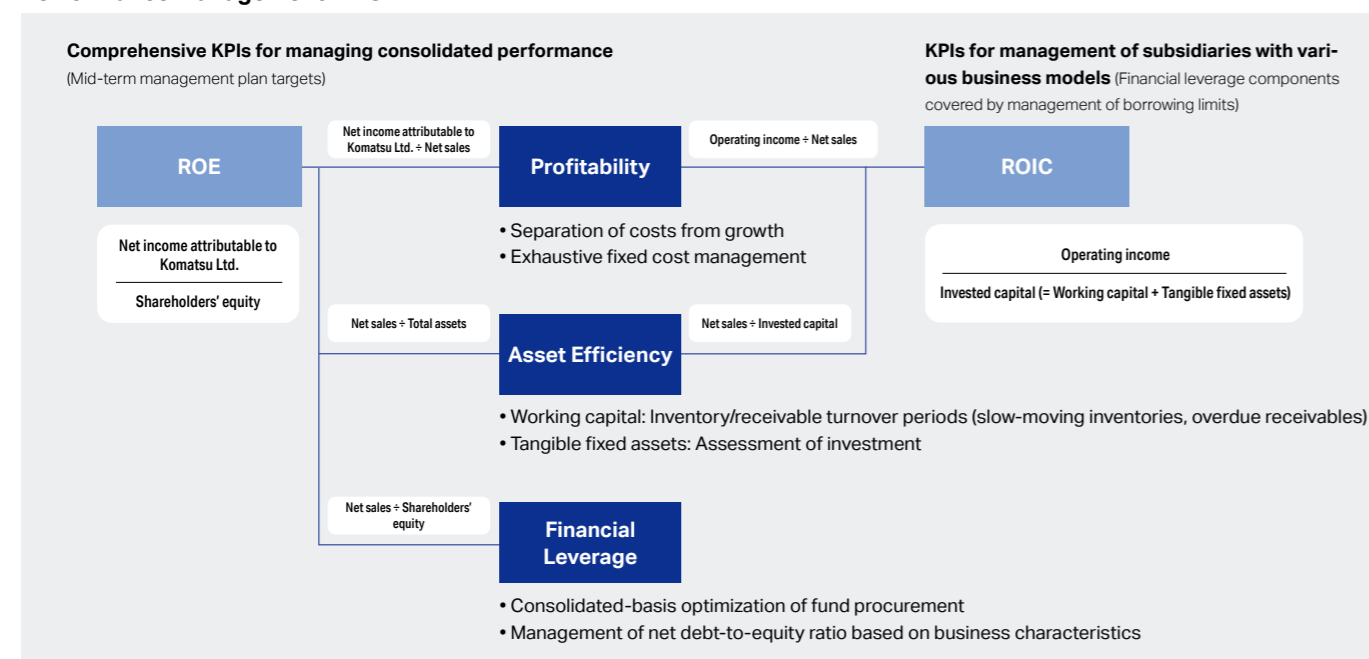 Comprehensive KPIs for managing consolidated performance
(Mid-term management plan targets)
KPIs for management of subsidiaries with vari-
ous business models (Financial leverage components
covered by management of borrowing limits)
ROE
Net income attributable to
Komatsu Ltd. ÷ Net sales
Profitability
Operating income ÷ Net sales
ROIC
Net income attributable to
Komatsu Ltd.
Shareholders' equity
• Separation of costs from growth
• Exhaustive fixed cost management
Operating income
Invested capital (= Working capital + Tangible fixed assets)
Net sales ÷ Total assets
Asset Efficiency
Net sales ÷ Invested capital
• Working capital: Inventory/receivable turnover periods (slow-moving inventories, overdue receivables)
• Tangible fixed assets: Assessment of investment
Net sales ÷ Shareholders'
equity
Financial
Leverage
• Consolidated-basis optimization of fund procurement
• Management of net debt-to-equity ratio based on business characteristics